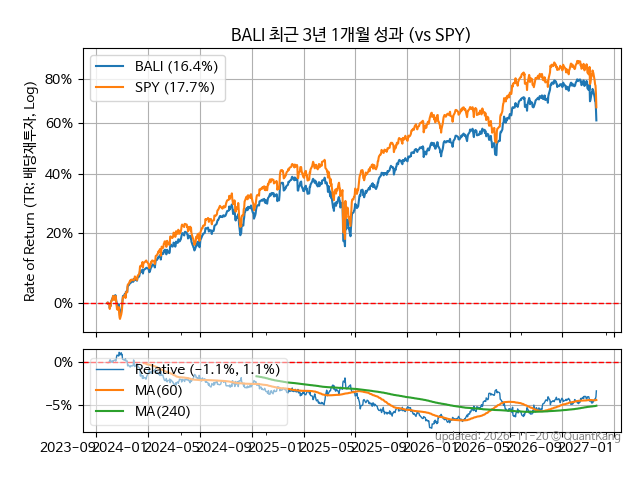 BALI 최근 3년 1개월 성과 (vs SPY)
BALI (16.4%)
SPY (17.7%)
Rate of Return (TR: 배당재투자, Log)
80%
60%
40%
20%
0%
Relative (−1.1%, 1.1%)
MA(60)
MA(240)
0%
−5%
updated: 2026-11-20 © QuantKang
2023-09 2024-01 2024-05 2024-09 2025-01 2025-05 2025-09 2026-01 2026-05 2026-09 2027-01